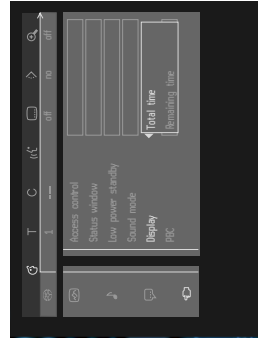 T C
1 --- off no off
Access control
Status window
Low power standby
Sound mode
Display Total time
PBC Remaining time